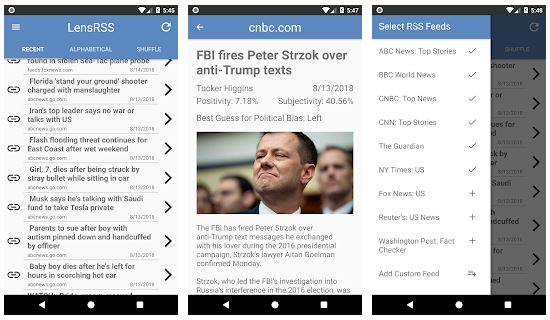 5:45
LensRSS
RECENT
ALPHABETICAL
SHUFFLE
found in stolen Sea-Tac plane probe
feeds.foxnews.com
8/14/2018
Florida 'stand your ground' shooter
charged with manslaughter
abcnews.go.com
8/13/2018
Iran's top leader says no war or
talks with US
abcnews.go.com
8/13/2018
Flash flooding threat continues for
East Coast after wet weekend
abcnews.go.com
8/13/2018
Girl, 7, dies after being struck by
stray bullet while sitting in car
abcnews.go.com
8/13/2018
Musk says he's talking with Saudi
fund to take Tesla private
abcnews.go.com
8/13/2018
Parents to sue after boy with
autism pinned down and handcuffed
by officer
abcnews.go.com
8/13/2018
Baby boy dies after he's left for
hours in scorching hot car
abcnews.go.com
8/13/2018
5:47
cnbc.com
FBI fires Peter Strzok over
anti-Trump texts
Tucker Higgins
8/13/2018
Positivity: 7.18%
Subjectivity: 40.56%
Best Guess for Political Bias: Left
The FBI has fired Peter Strzok over
anti-Trump text messages he exchanged
with his lover during the 2016 presidential
campaign, Strzok's lawyer Aitan Goelman
confirmed Monday.
Strzok, who led the FBI's investigation into
Russia's interference in the 2016 election, was
5:48
Select RSS Feeds
ABC News: Top Stories
BBC World News
CNBC: Top News
CNN: Top Stories
The Guardian
NY Times: US
Fox News: US
Reuter's: US News
Washington Post: Fact
Checker
Add Custom Feed
SHUFFLE